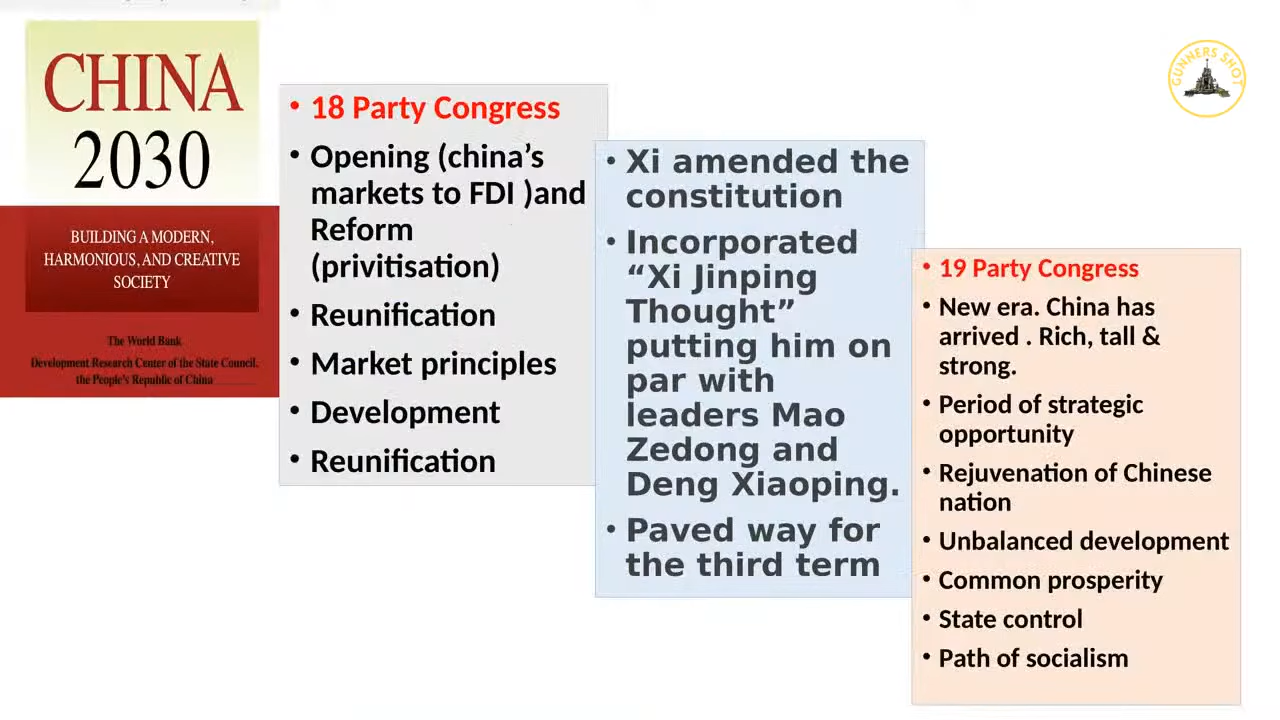 CHINA
2030
BUILDING A MODERN,
HARMONIOUS, AND CREATIVE
SOCIETY
The World Bank
Development Research Center of the State Council,
the People's Republic of China
• 18 Party Congress
• Opening (china’s
markets to FDI )and
Reform
(privitisation)
• Reunification
• Market principles
• Development
• Reunification
• Xi amended the
constitution
• Incorporated
“Xi Jinping
Thought”
putting him on
par with
leaders Mao
Zedong and
Deng Xiaoping.
• Paved way for
the third term
• 19 Party Congress
• New era. China has
arrived . Rich, tall &
strong.
• Period of strategic
opportunity
• Rejuvenation of Chinese
nation
• Unbalanced development
• Common prosperity
• State control
• Path of socialism
GUNNERS SHOT